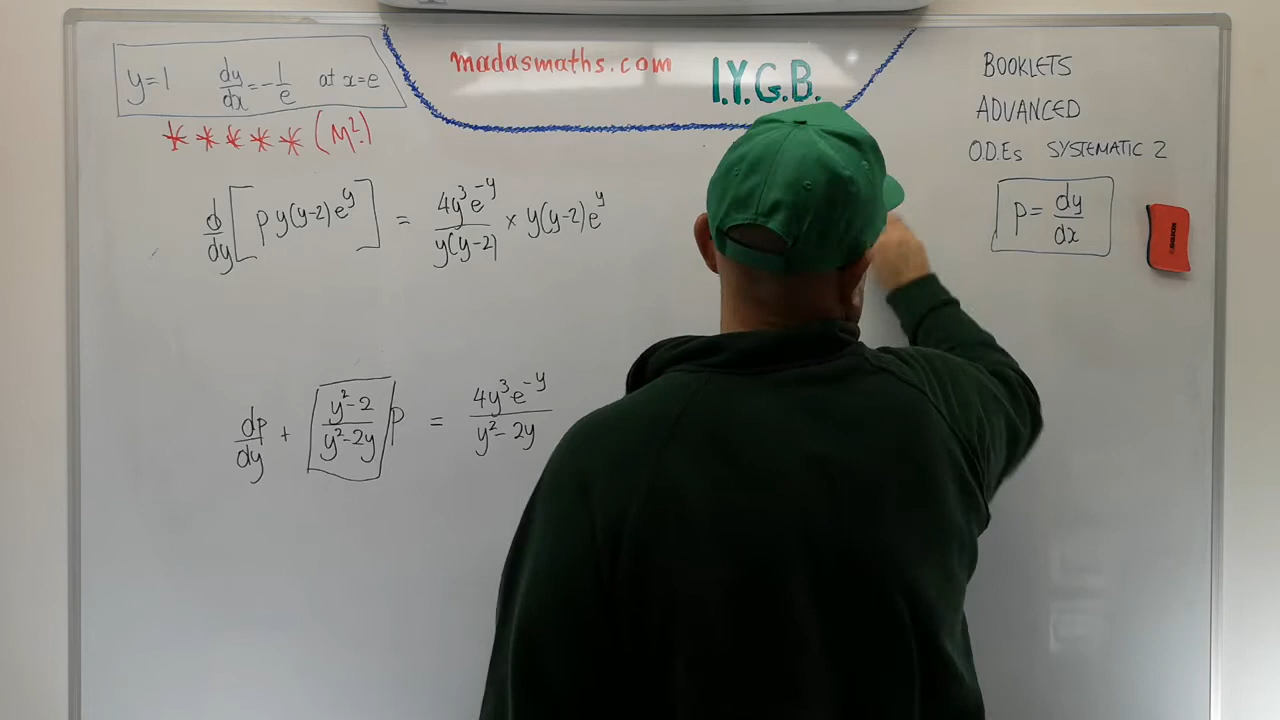 y=1 dy/dx=-1/e at x=e
madasmaths.com
I.Y.G.B.
BOOKLETS
ADVANCED
O.D.Es SYSTEMATIC 2
***** (M²)
d/dy[p y(y-2)e^y] = 4y³e^-y/y(y-2) × y(y-2)e^y
p= dy/dx
dp/dy + (y²-2)/(y²-2y) p = 4y³e^-y/(y²-2y)